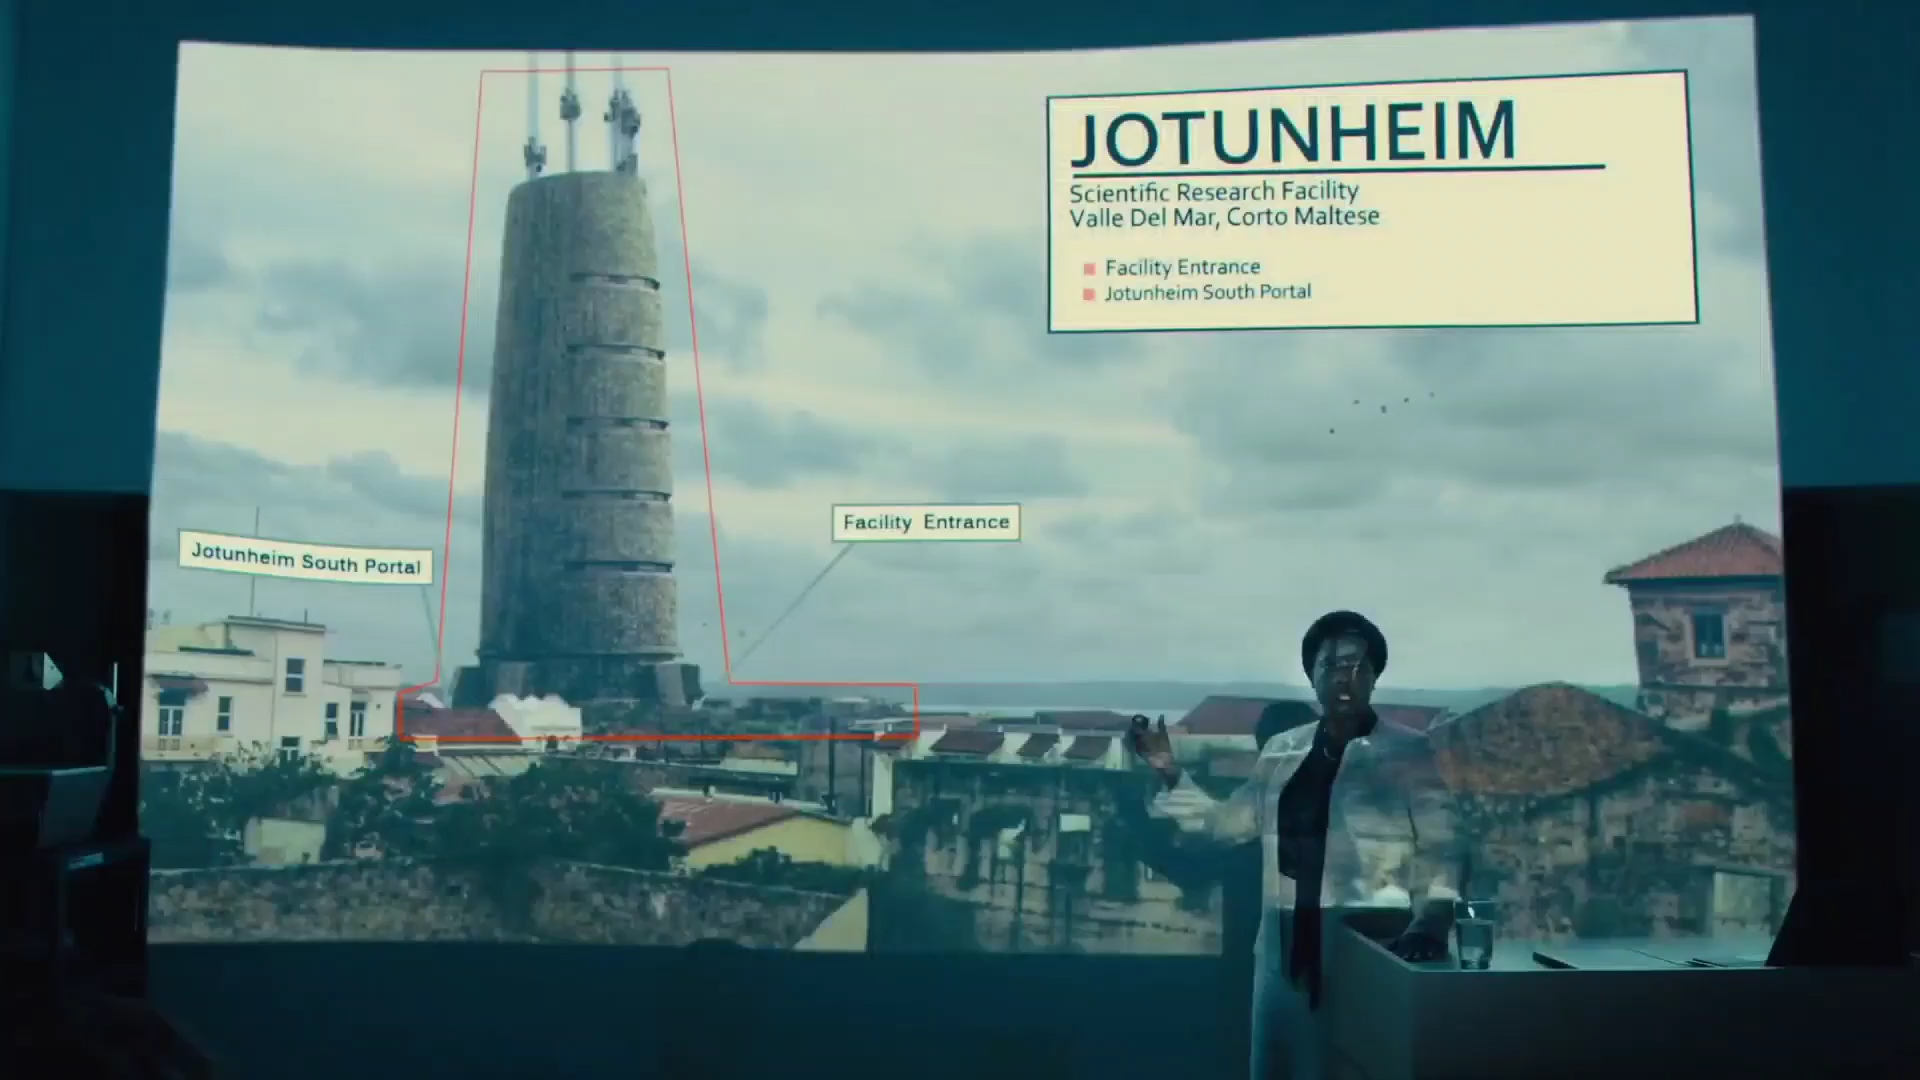 JOTUNHEIM
Scientific Research Facility
Valle Del Mar, Corto Maltese
Facility Entrance
Jotunheim South Portal
Facility Entrance
Jotunheim South Portal